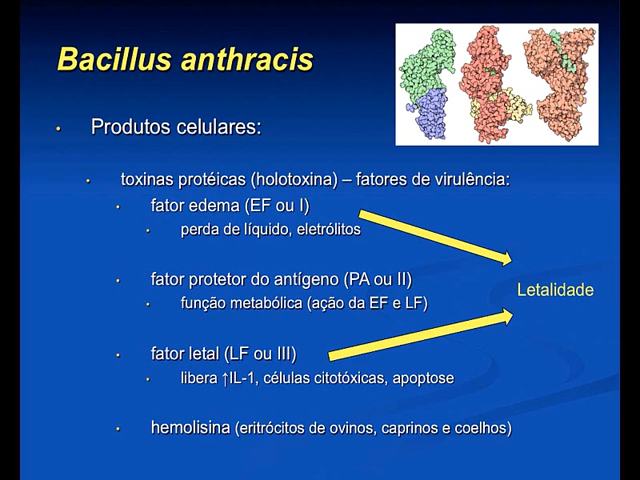 Bacillus anthracis
• Produtos celulares:
• toxinas protéicas (holotoxina) – fatores de virulência:
• fator edema (EF ou I)
• perda de líquido, eletrólitos
• fator protetor do antígeno (PA ou II)
• função metabólica (ação da EF e LF)
Letalidade
• fator letal (LF ou III)
• libera ↑IL-1, células citotóxicas, apoptose
• hemolisina (eritrócitos de ovinos, caprinos e coelhos)